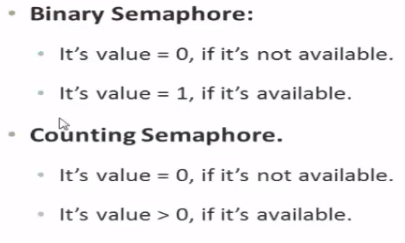 • Binary Semaphore:
• It's value = 0, if it's not available.
• It's value = 1, if it's available.
• Counting Semaphore.
• It's value = 0, if it's not available.
• It's value > 0, if it's available.